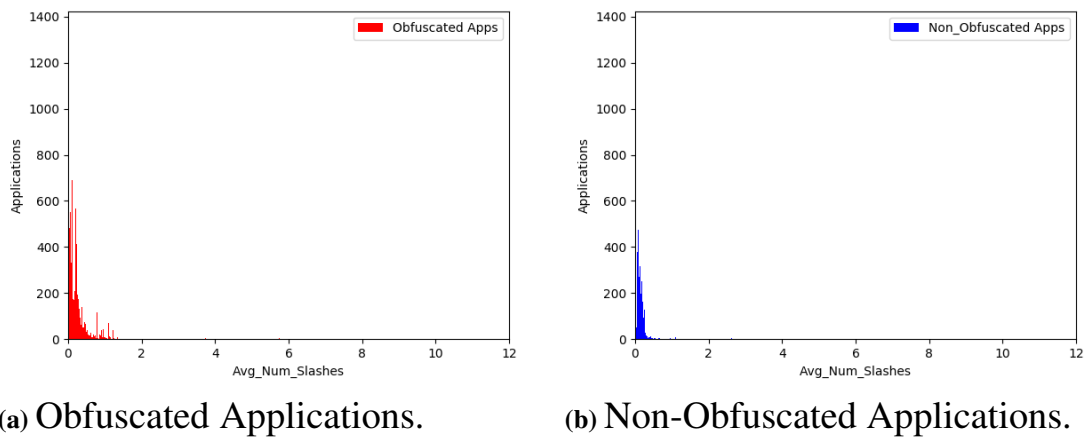 1400
1200
1000
800
600
400
200
0
Applications
Obfuscated Apps
0 2 4 6 8 10 12
Avg_Num_Slashes
(a) Obfuscated Applications.
1400
1200
1000
800
600
400
200
0
Applications
Non_Obfuscated Apps
0 2 4 6 8 10 12
Avg_Num_Slashes
(b) Non-Obfuscated Applications.